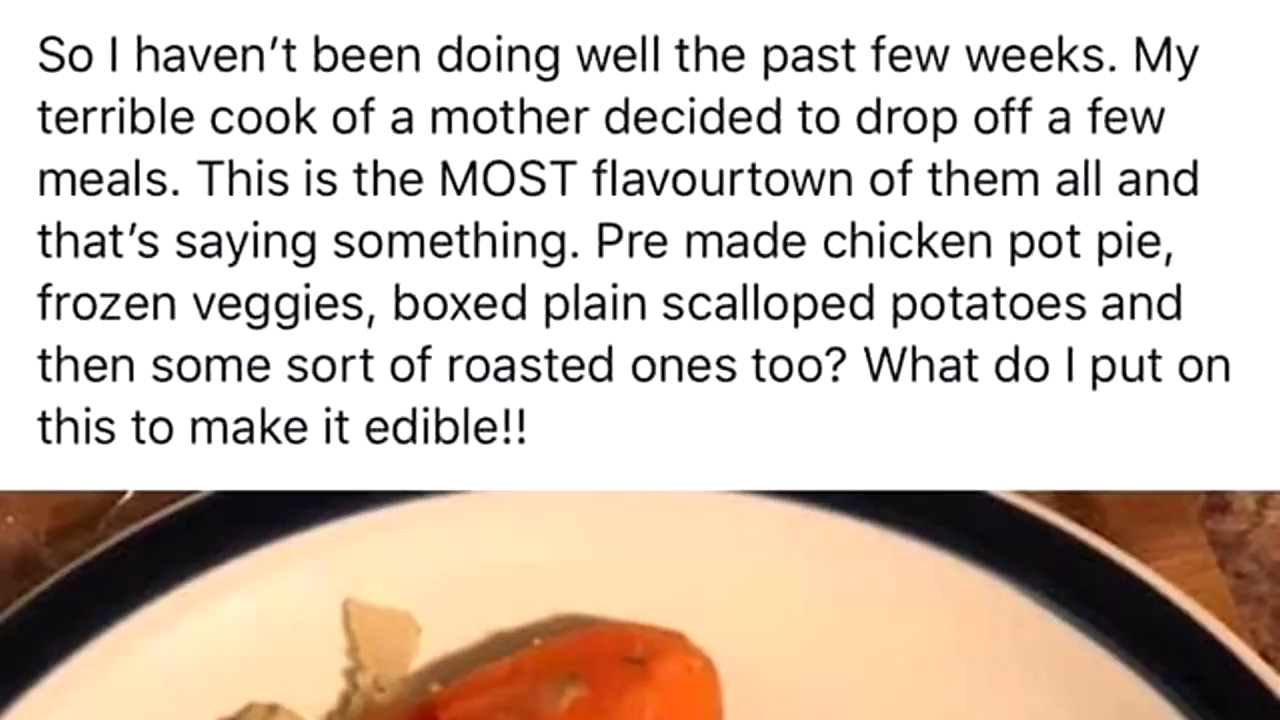 So I haven’t been doing well the past few weeks. My
terrible cook of a mother decided to drop off a few
meals. This is the MOST flavourtown of them all and
that’s saying something. Pre made chicken pot pie,
frozen veggies, boxed plain scalloped potatoes and
then some sort of roasted ones too? What do I put on
this to make it edible!!